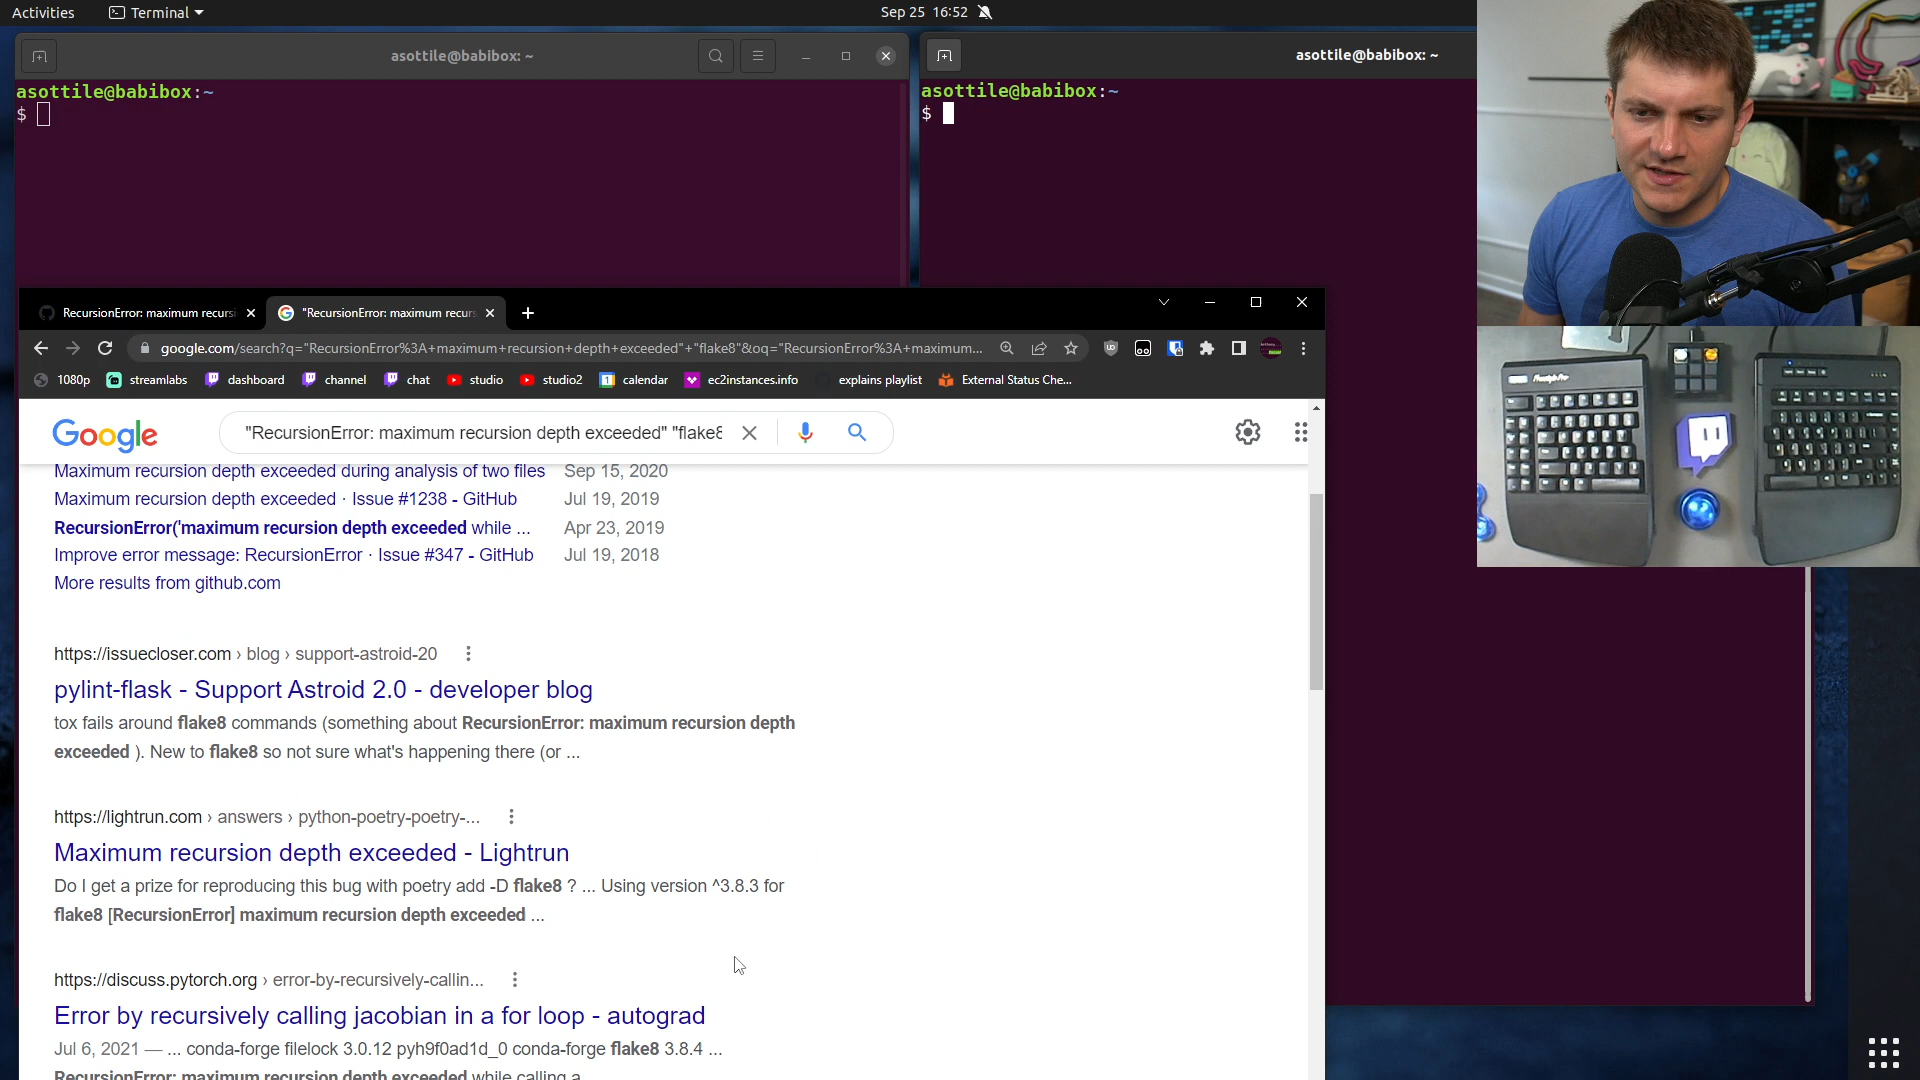 Activities
Terminal
Sep 25 16:52
asottile@babibox: ~
asottile@babibox: ~
asottile@babibox:~
$
asottile@babibox:~
$
RecursionError: maximum recursi
"RecursionError: maximum recurs
google.com/search?q="RecursionError%3A+maximum+recursion+depth+exceeded"+"flake8"&oq="RecursionError%3A+maximum...
1080p
streamlabs
dashboard
channel
chat
studio
studio2
calendar
ec2instances.info
explains playlist
External Status Che...
Google
"RecursionError: maximum recursion depth exceeded" "flake8
Maximum recursion depth exceeded during analysis of two files Sep 15, 2020
Maximum recursion depth exceeded · Issue #1238 - GitHub Jul 19, 2019
RecursionError('maximum recursion depth exceeded while ... Apr 23, 2019
Improve error message: RecursionError · Issue #347 - GitHub Jul 19, 2018
More results from github.com
https://issuecloser.com › blog › support-astroid-20
pylint-flask - Support Astroid 2.0 - developer blog
tox fails around flake8 commands (something about RecursionError: maximum recursion depth
exceeded ). New to flake8 so not sure what's happening there (or ...
https://lightrun.com › answers › python-poetry-poetry-...
Maximum recursion depth exceeded - Lightrun
Do I get a prize for reproducing this bug with poetry add -D flake8 ? ... Using version ^3.8.3 for
flake8 [RecursionError] maximum recursion depth exceeded ...
https://discuss.pytorch.org › error-by-recursively-callin...
Error by recursively calling jacobian in a for loop - autograd
Jul 6, 2021 — ... conda-forge filelock 3.0.12 pyh9f0ad1d_0 conda-forge flake8 3.8.4 ...
RecursionError: maximum recursion depth exceeded while calling a